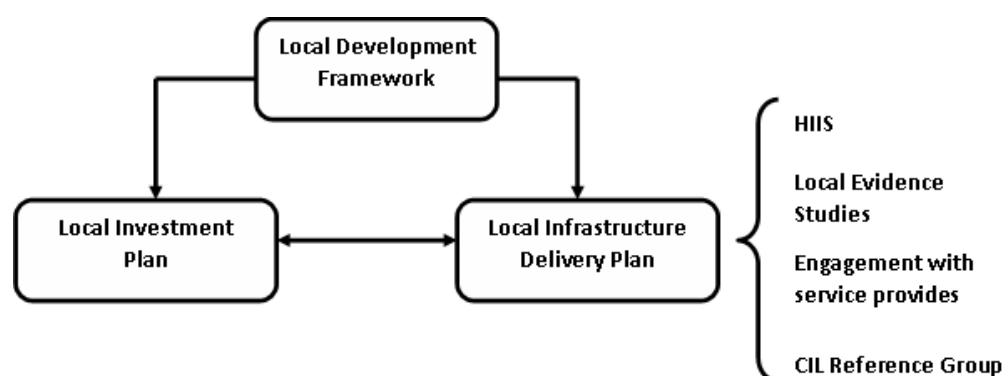 Local Development
Framework
Local Investment
Plan
Local Infrastructure
Delivery Plan
HIIS
Local Evidence
Studies
Engagement with
service provides
CIL Reference Group